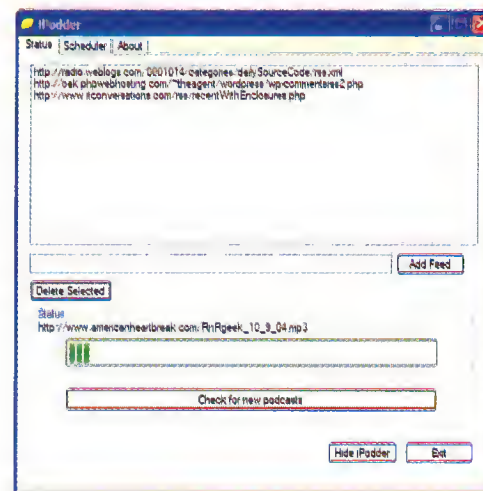 iPodder
Status Scheduler About
http://radio.weblogs.com/0001014/categories/dailySourceCode/rss.xml
http://oak.phpwebhosting.com/~theagent/wordpress/wp-commentsrss2.php
http://www.itconversations.com/rss/recentWithEnclosures.php
Add Feed
Delete Selected
Status
http://www.americanheartbreak.com/RnRgeek_10_9_04.mp3
Check for new podcasts
Hide iPodder Exit